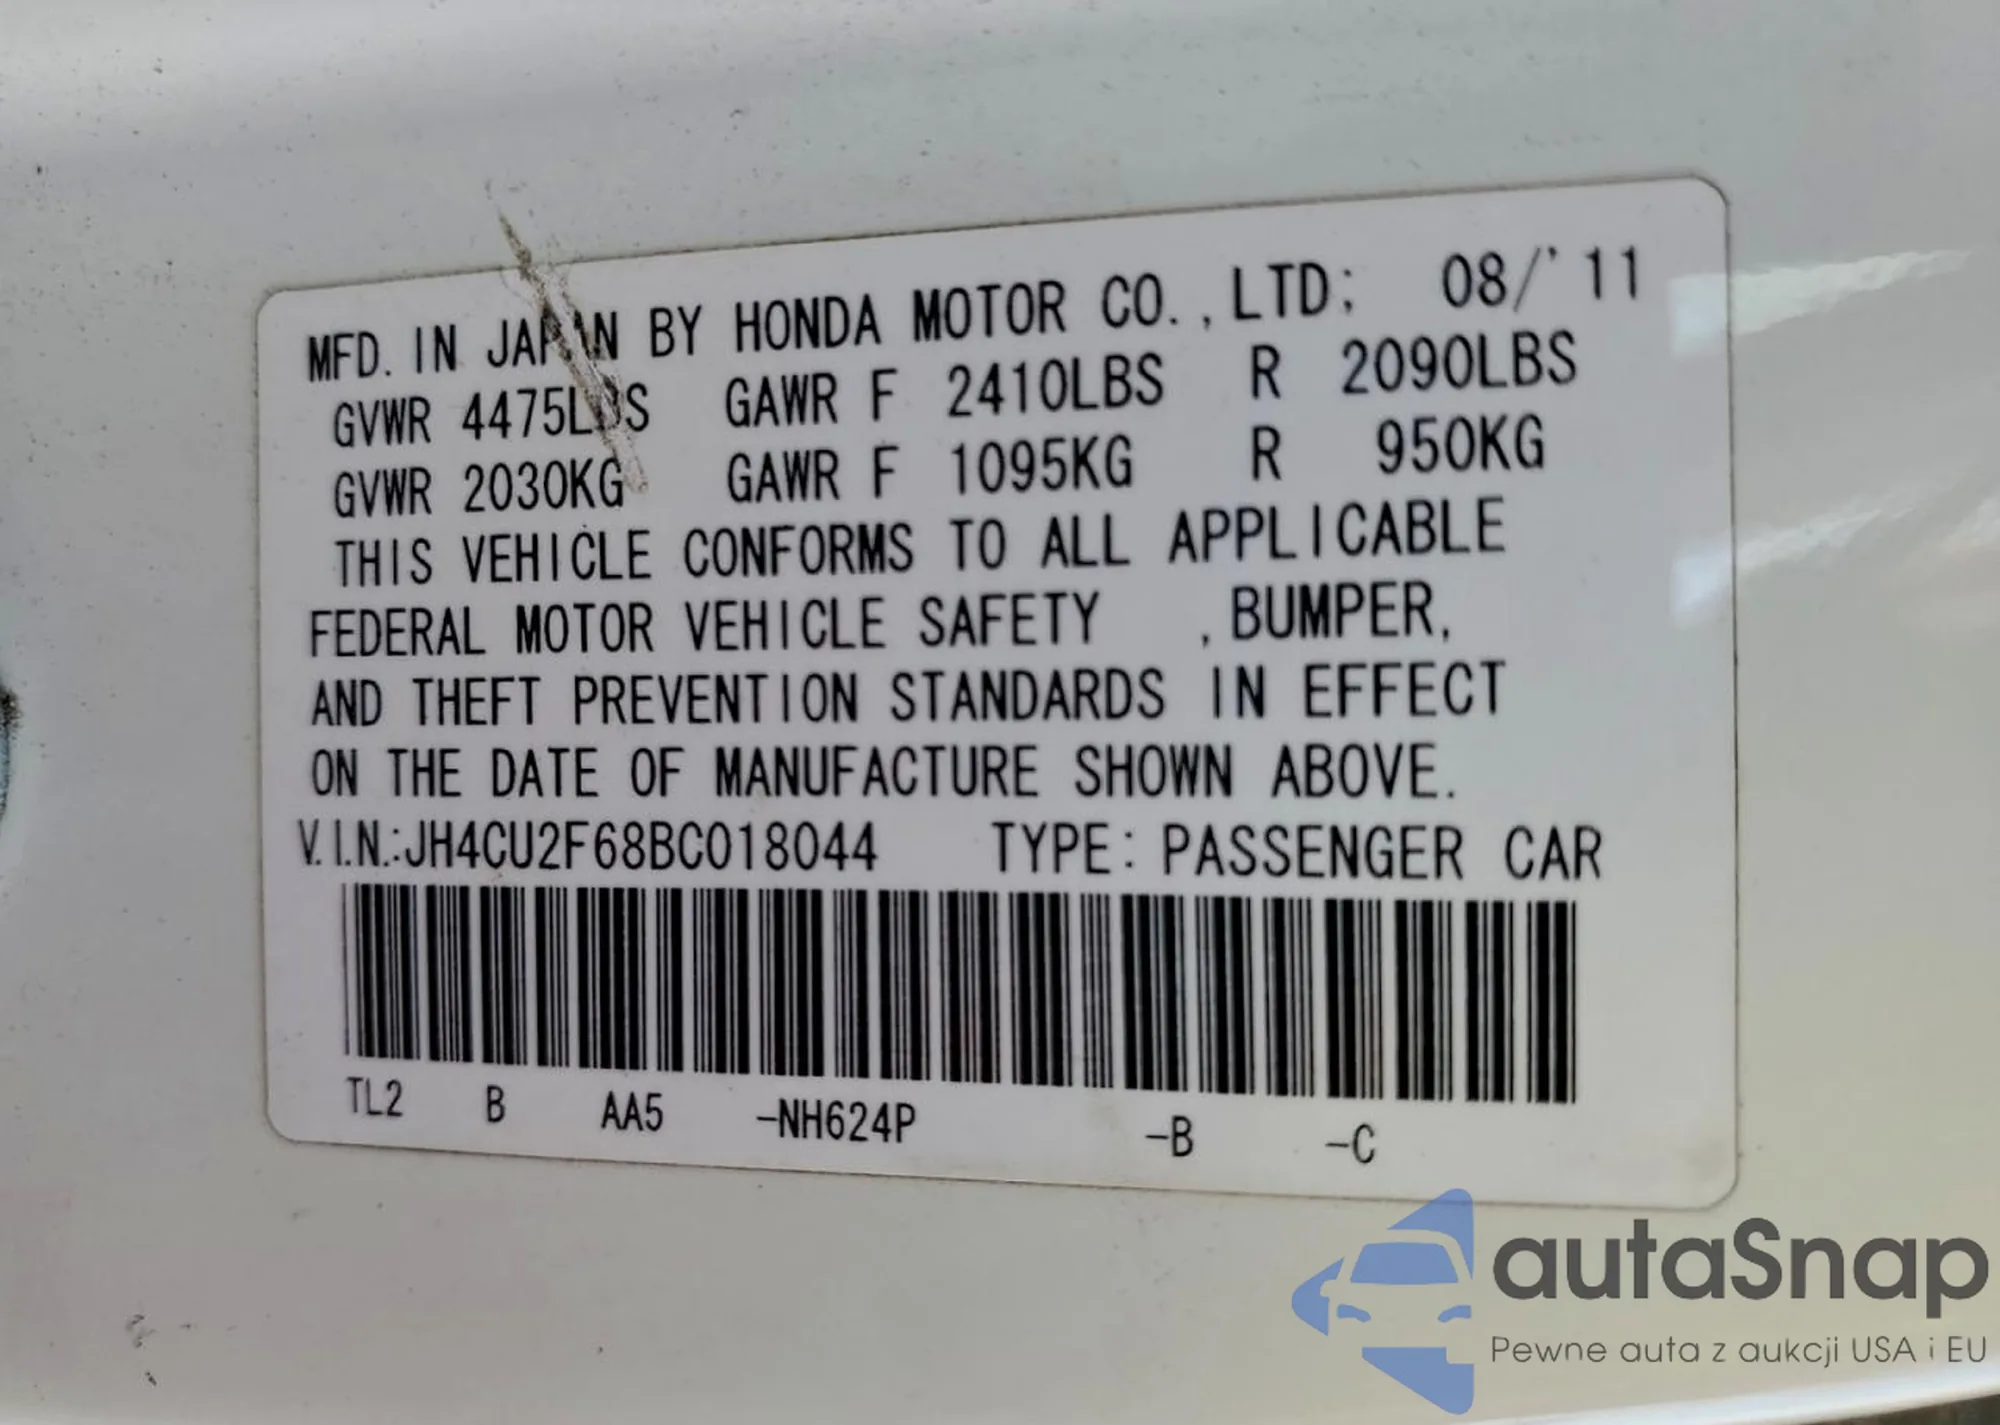 MFD. IN JAPAN BY HONDA MOTOR CO., LTD; 08/'11
GVWR 4475LBS GAWR F 2410LBS R 2090LBS
GVWR 2030KG GAWR F 1095KG R 950KG
THIS VEHICLE CONFORMS TO ALL APPLICABLE
FEDERAL MOTOR VEHICLE SAFETY , BUMPER,
AND THEFT PREVENTION STANDARDS IN EFFECT
ON THE DATE OF MANUFACTURE SHOWN ABOVE.
V.I.N.:JH4CU2F68BC018044 TYPE: PASSENGER CAR
TL2 B AA5 -NH624P -B -C
autaSnap
Pewne auta z aukcji USA i EU